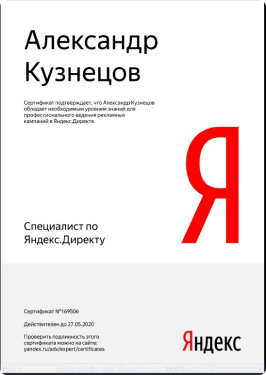 Александр
Кузнецов
Сертификат подтверждает, что Александр Кузнецов
обладает необходимым уровнем знаний для
профессионального ведения рекламных
кампаний в Яндекс.Директе.
Я
Специалист по
Яндекс.Директу
Сертификат №169506
Действителен до 27.05.2020
Проверить подлинность этого
сертификата можно на сайте:
yandex.ru/adv/expert/certificates
Яндекс